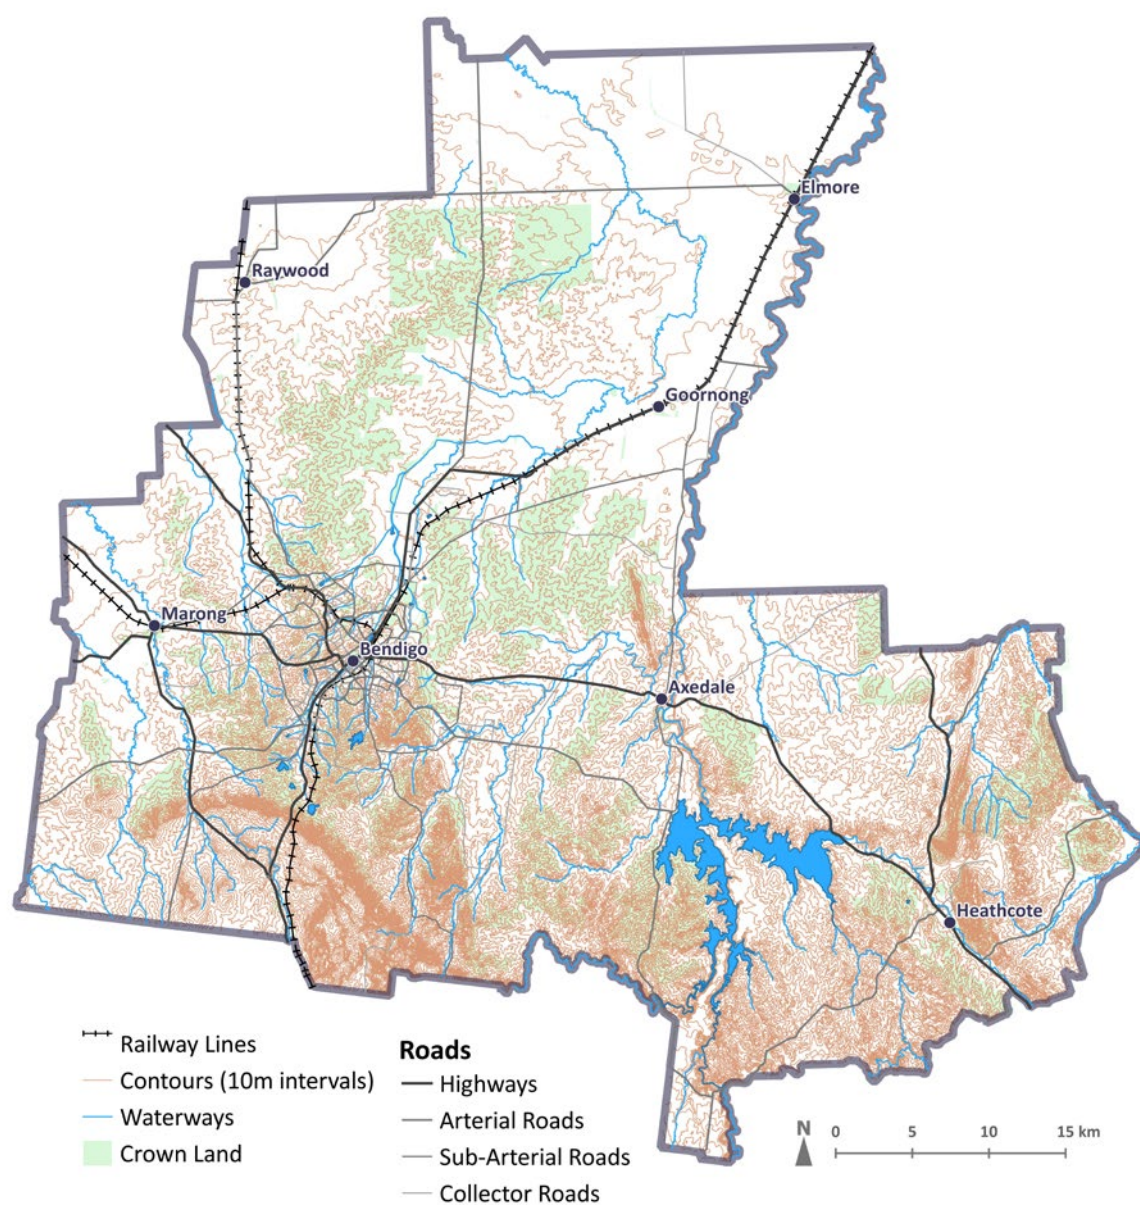 Elmore
Raywood
Goornong
Marong
Bendigo
Axedale
Heathcote
Railway Lines
Contours (10m intervals)
Waterways
Crown Land
Roads
Highways
Arterial Roads
Sub-Arterial Roads
Collector Roads
N
0 5 10 15 km